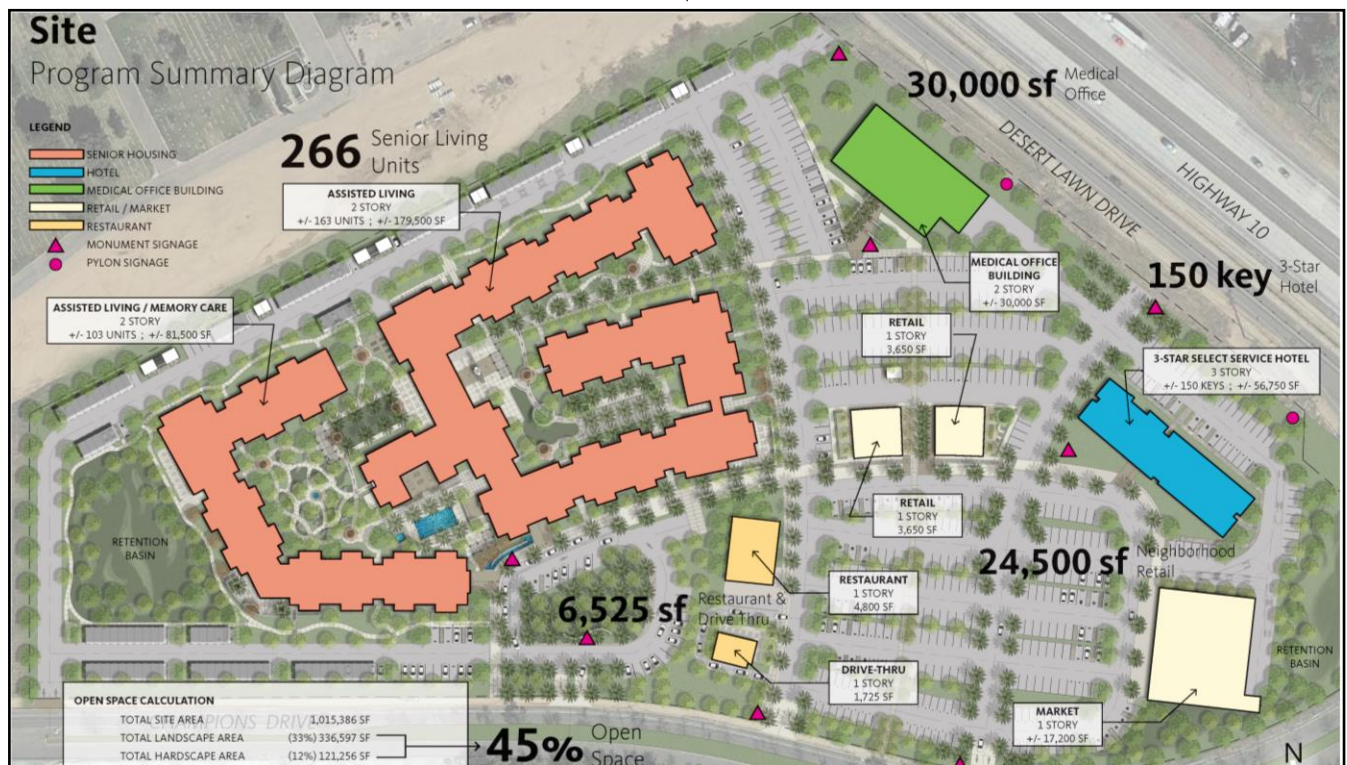 Site
Program Summary Diagram
LEGEND
SENIOR HOUSING
HOTEL
MEDICAL OFFICE BUILDING
RETAIL / MARKET
RESTAURANT
MONUMENT SIGNAGE
PYLON SIGNAGE
266 Senior Living
Units
ASSISTED LIVING
2 STORY
+/- 163 UNITS ; +/- 179,500 SF
ASSISTED LIVING / MEMORY CARE
2 STORY
+/- 103 UNITS ; +/- 81,500 SF
30,000 sf Medical
Office
DESERT LAWN DRIVE
HIGHWAY 10
MEDICAL OFFICE
BUILDING
2 STORY
+/- 30,000 SF
150 key 3-Star
Hotel
RETAIL
1 STORY
3,650 SF
3-STAR SELECT SERVICE HOTEL
3 STORY
+/- 150 KEYS ; +/- 56,750 SF
RETAIL
1 STORY
3,650 SF
RETENTION
BASIN
24,500 sf Neighborhood
Retail
RESTAURANT
1 STORY
4,800 SF
6,525 sf Restaurant &
Drive Thru
DRIVE-THRU
1 STORY
1,725 SF
RETENTION
BASIN
MARKET
1 STORY
+/- 17,200 SF
OPEN SPACE CALCULATION
CHAMPIONS DRIVE
TOTAL SITE AREA 1,015,386 SF
TOTAL LANDSCAPE AREA (33%) 336,597 SF
TOTAL HARDSCAPE AREA (12%) 121,256 SF
45% Open
Space
N